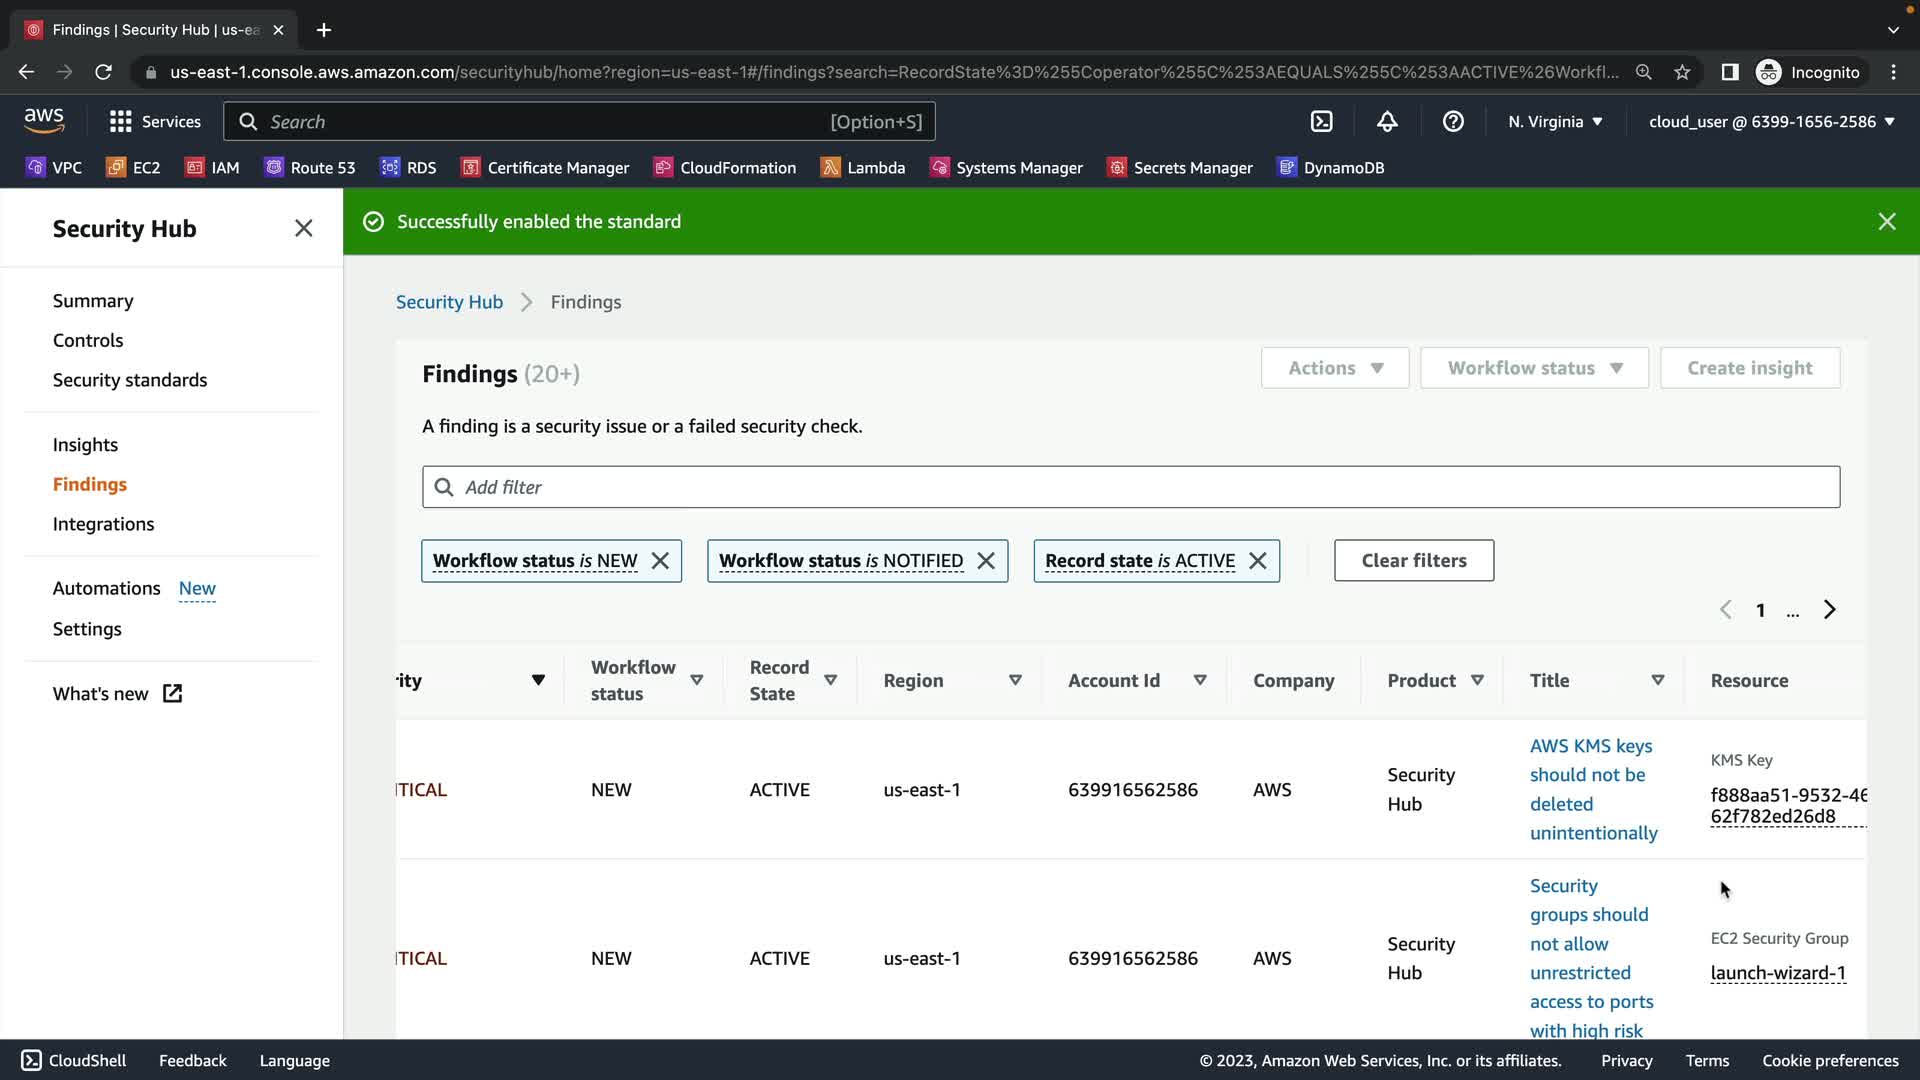 Findings | Security Hub | us-ea
us-east-1.console.aws.amazon.com/securityhub/home?region=us-east-1#/findings?search=RecordState%3D%255Coperator%255C%253AEQUALS%255C%253AACTIVE%26Workfl...
Incognito
aws
Services
Search
[Option+S]
N. Virginia
cloud_user @ 6399-1656-2586
VPC
EC2
IAM
Route 53
RDS
Certificate Manager
CloudFormation
Lambda
Systems Manager
Secrets Manager
DynamoDB
Security Hub
Successfully enabled the standard
Summary
Controls
Security standards
Insights
Findings
Integrations
Automations New
Settings
What's new
Security Hub > Findings
Findings (20+)
Actions
Workflow status
Create insight
A finding is a security issue or a failed security check.
Add filter
Workflow status is NEW
Workflow status is NOTIFIED
Record state is ACTIVE
Clear filters
1 ...
rity
Workflow status
Record State
Region
Account Id
Company
Product
Title
Resource
ITICAL
NEW
ACTIVE
us-east-1
639916562586
AWS
Security
Hub
AWS KMS keys
should not be
deleted
unintentionally
KMS Key
f888aa51-9532-46
62f782ed26d8
ITICAL
NEW
ACTIVE
us-east-1
639916562586
AWS
Security
Hub
Security
groups should
not allow
unrestricted
access to ports
with high risk
EC2 Security Group
launch-wizard-1
CloudShell
Feedback
Language
© 2023, Amazon Web Services, Inc. or its affiliates.
Privacy
Terms
Cookie preferences